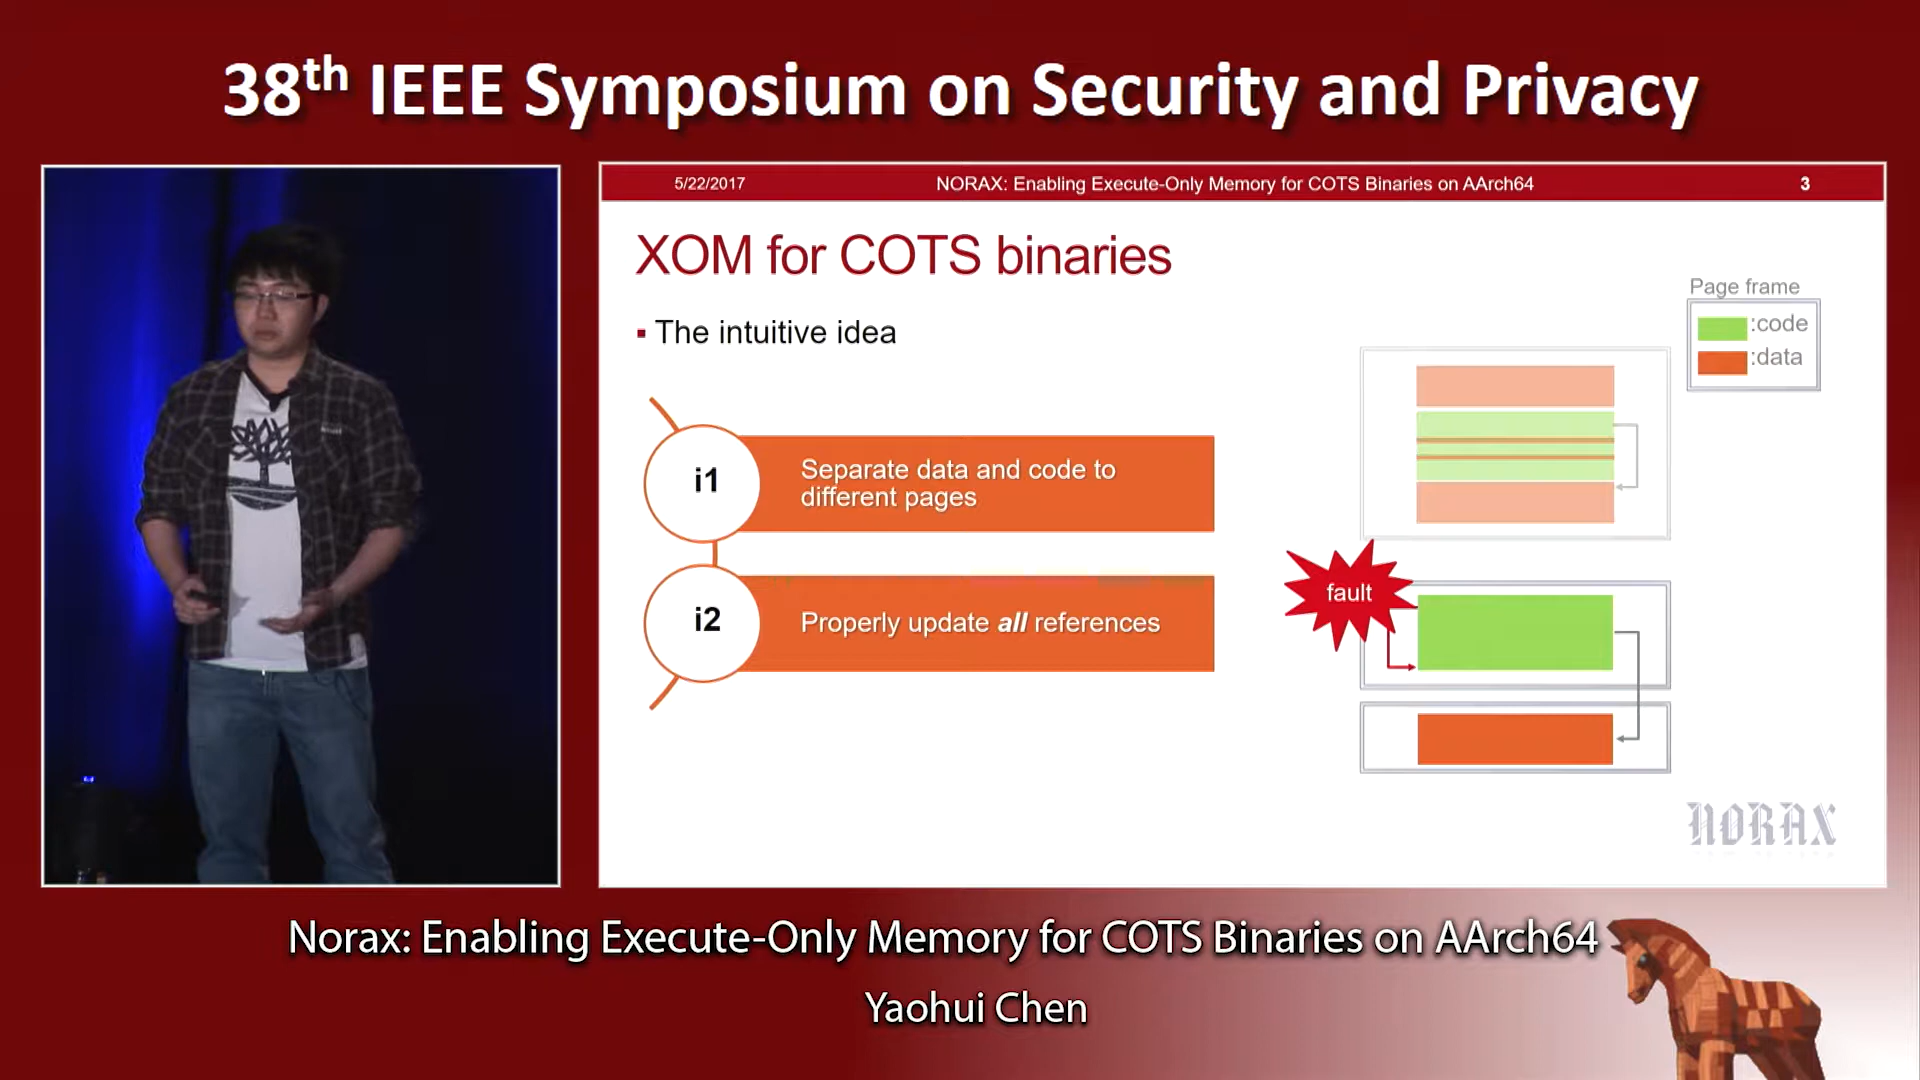 38th IEEE Symposium on Security and Privacy
5/22/2017 NORAX: Enabling Execute-Only Memory for COTS Binaries on AArch64 3
XOM for COTS binaries
▪ The intuitive idea
Page frame
:code
:data
i1
Separate data and code to
different pages
i2
Properly update all references
fault
NORAX
Norax: Enabling Execute-Only Memory for COTS Binaries on AArch64
Yaohui Chen